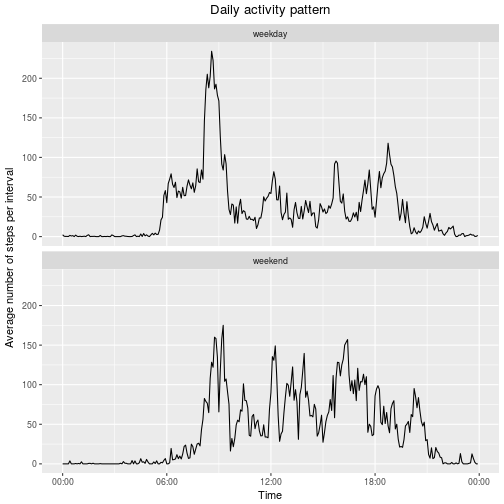 Daily activity pattern
weekday
200
150
100
50
0
weekend
200
150
100
50
0
00:00 06:00 12:00 18:00 00:00
Time
Average number of steps per interval